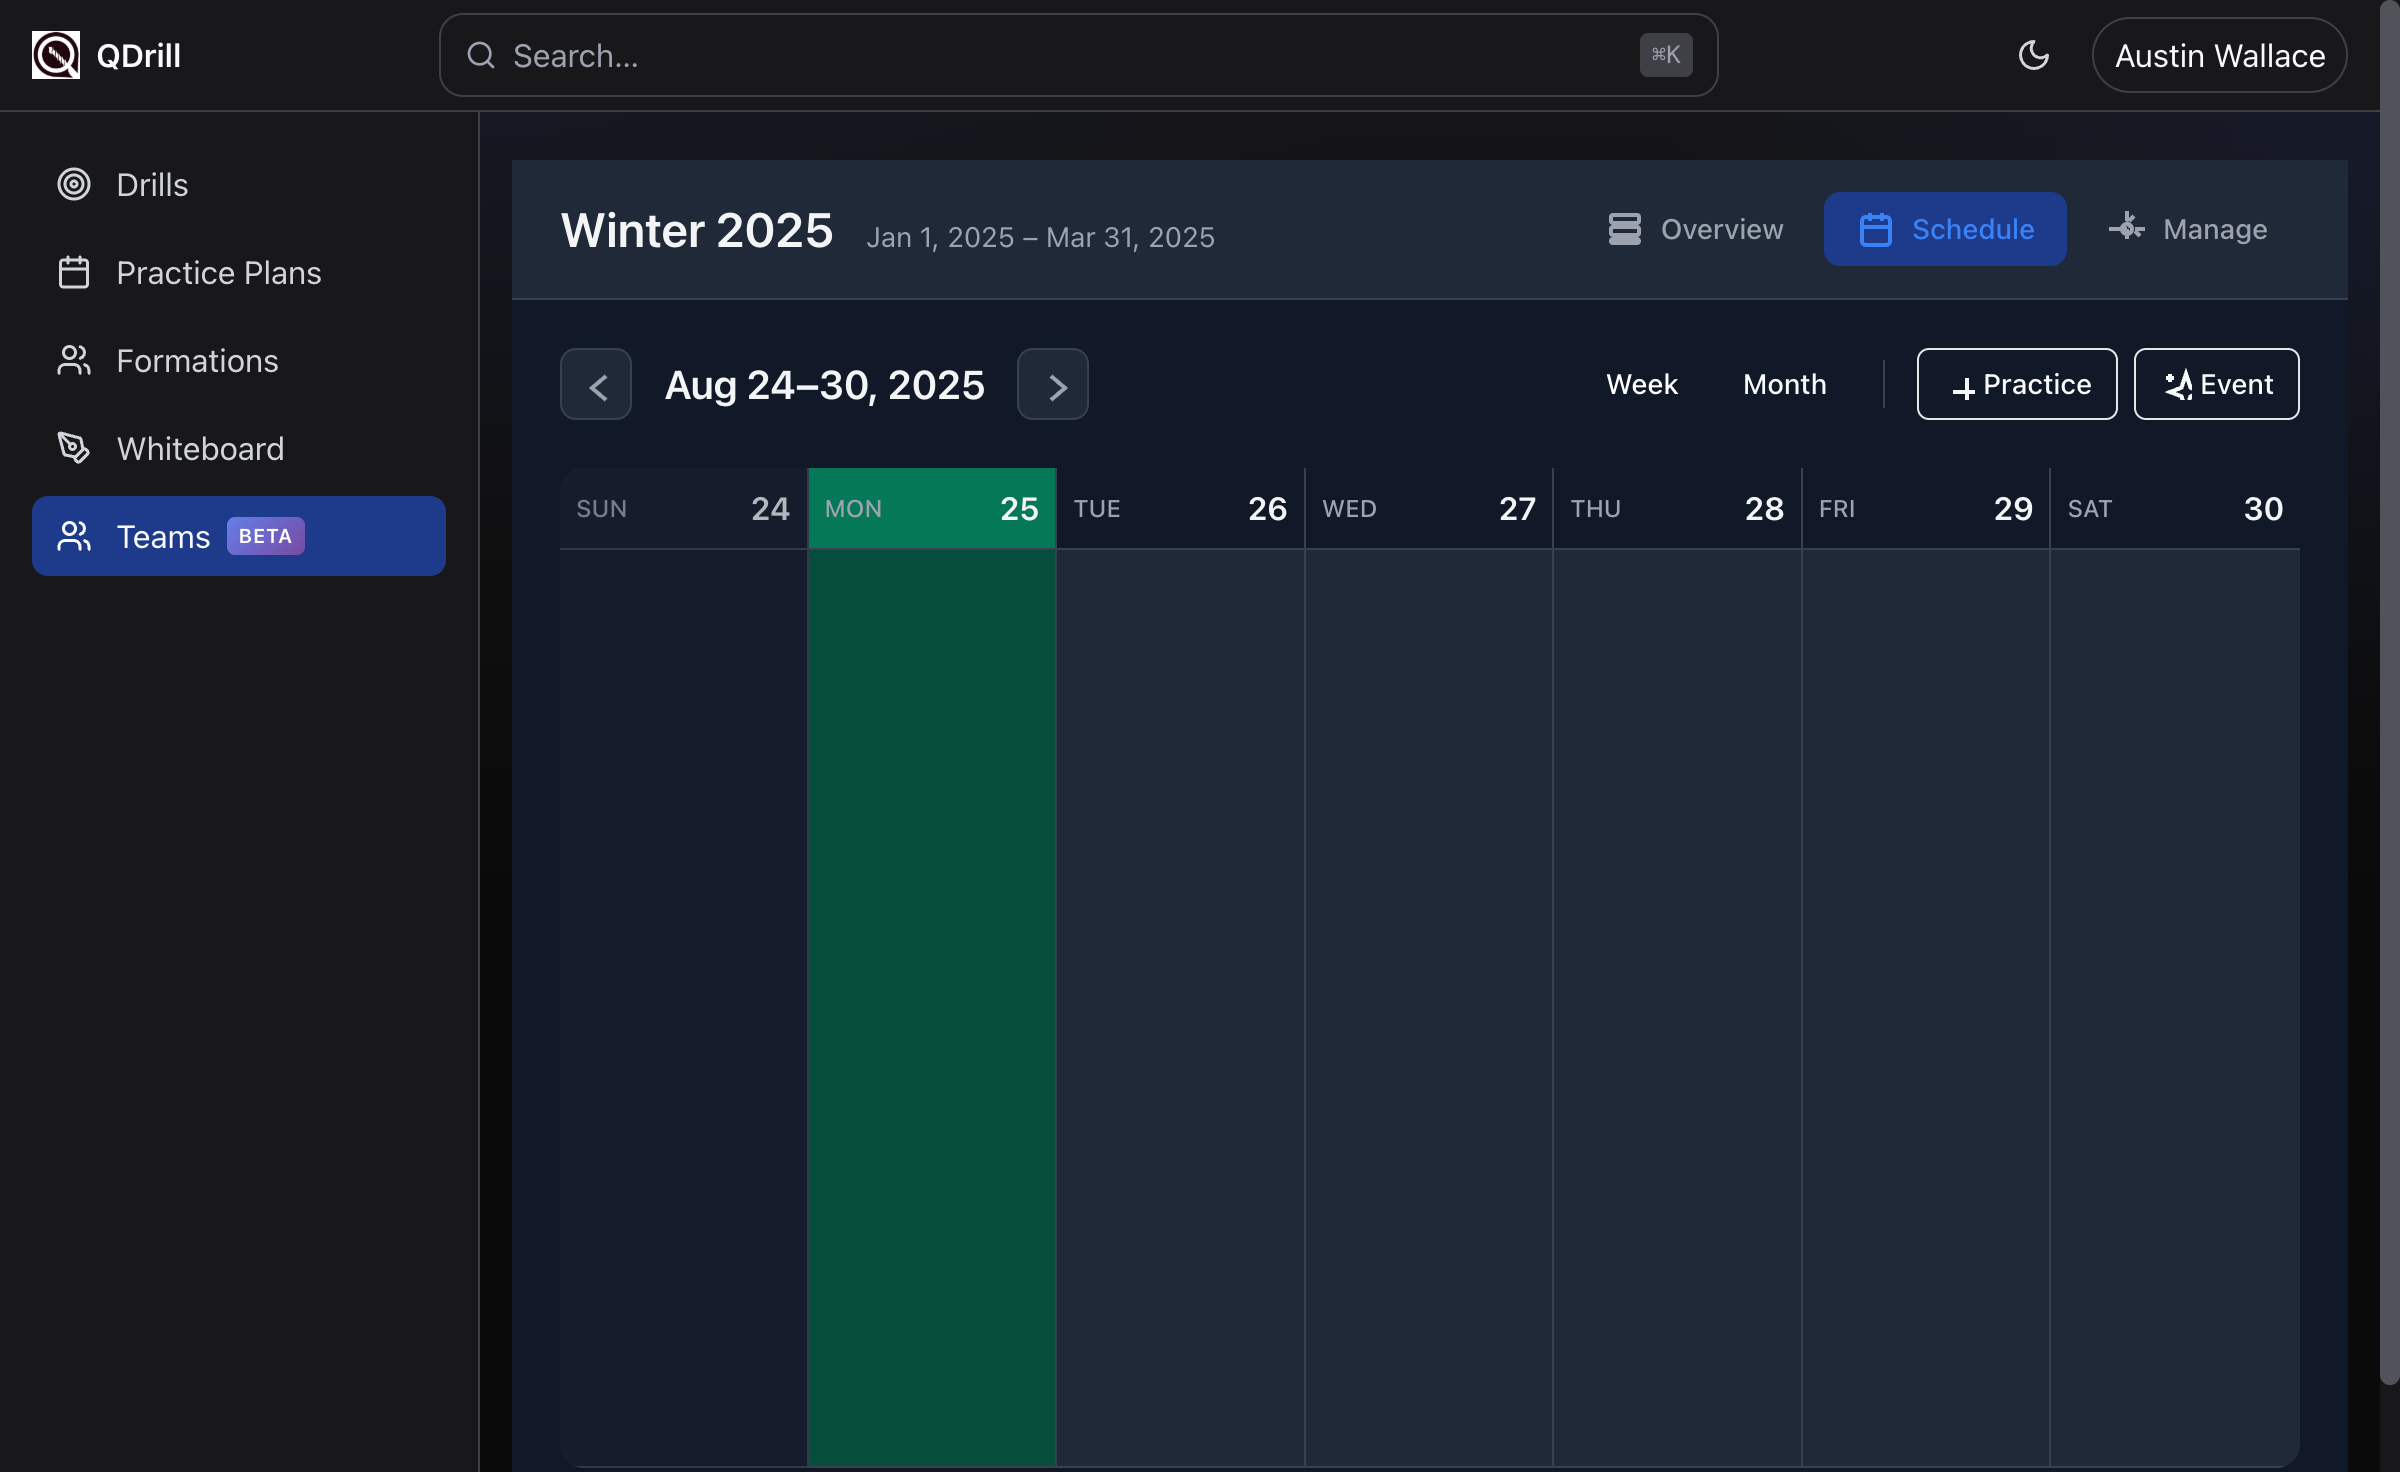 QDrill
Search...
⌘K
Austin Wallace
Drills
Practice Plans
Formations
Whiteboard
Teams BETA
Winter 2025 Jan 1, 2025 – Mar 31, 2025
Overview
Schedule
Manage
Aug 24–30, 2025
Week
Month
Practice
Event
SUN 24
MON 25
TUE 26
WED 27
THU 28
FRI 29
SAT 30